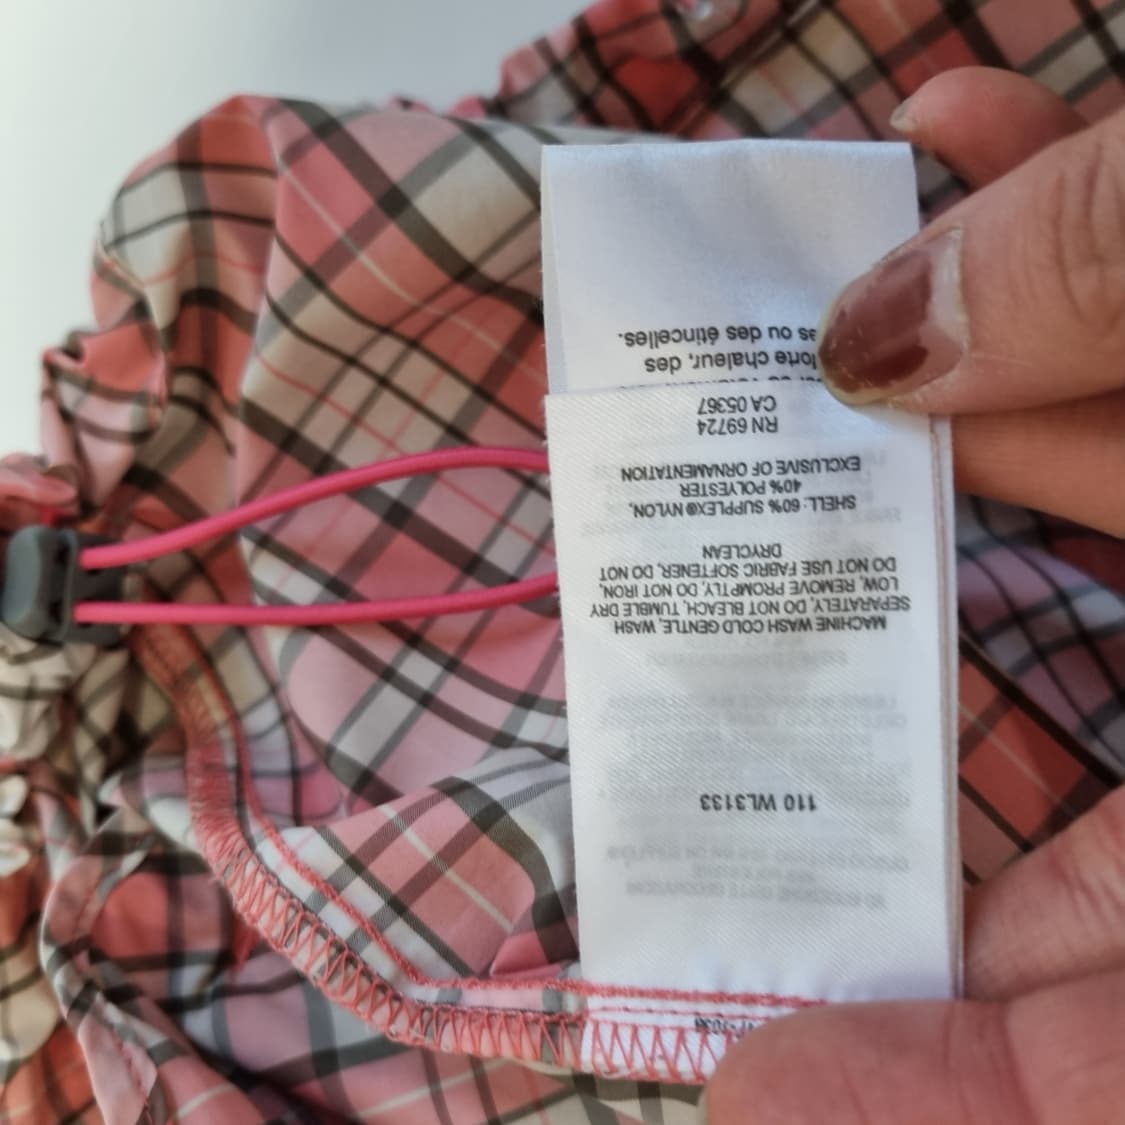 110 WL3133
MACHINE WASH COLD GENTLE, WASH
SEPARATELY, DO NOT BLEACH, TUMBLE DRY
LOW, REMOVE PROMPTLY, DO NOT IRON,
DO NOT USE FABRIC SOFTENER, DO NOT
DRYCLEAN
SHELL: 60% SUPPLEX® NYLON,
40% POLYESTER
EXCLUSIVE OF ORNAMENTATION
RN 69724
CA 05367
forte chaleur, des
ou des étincelles.